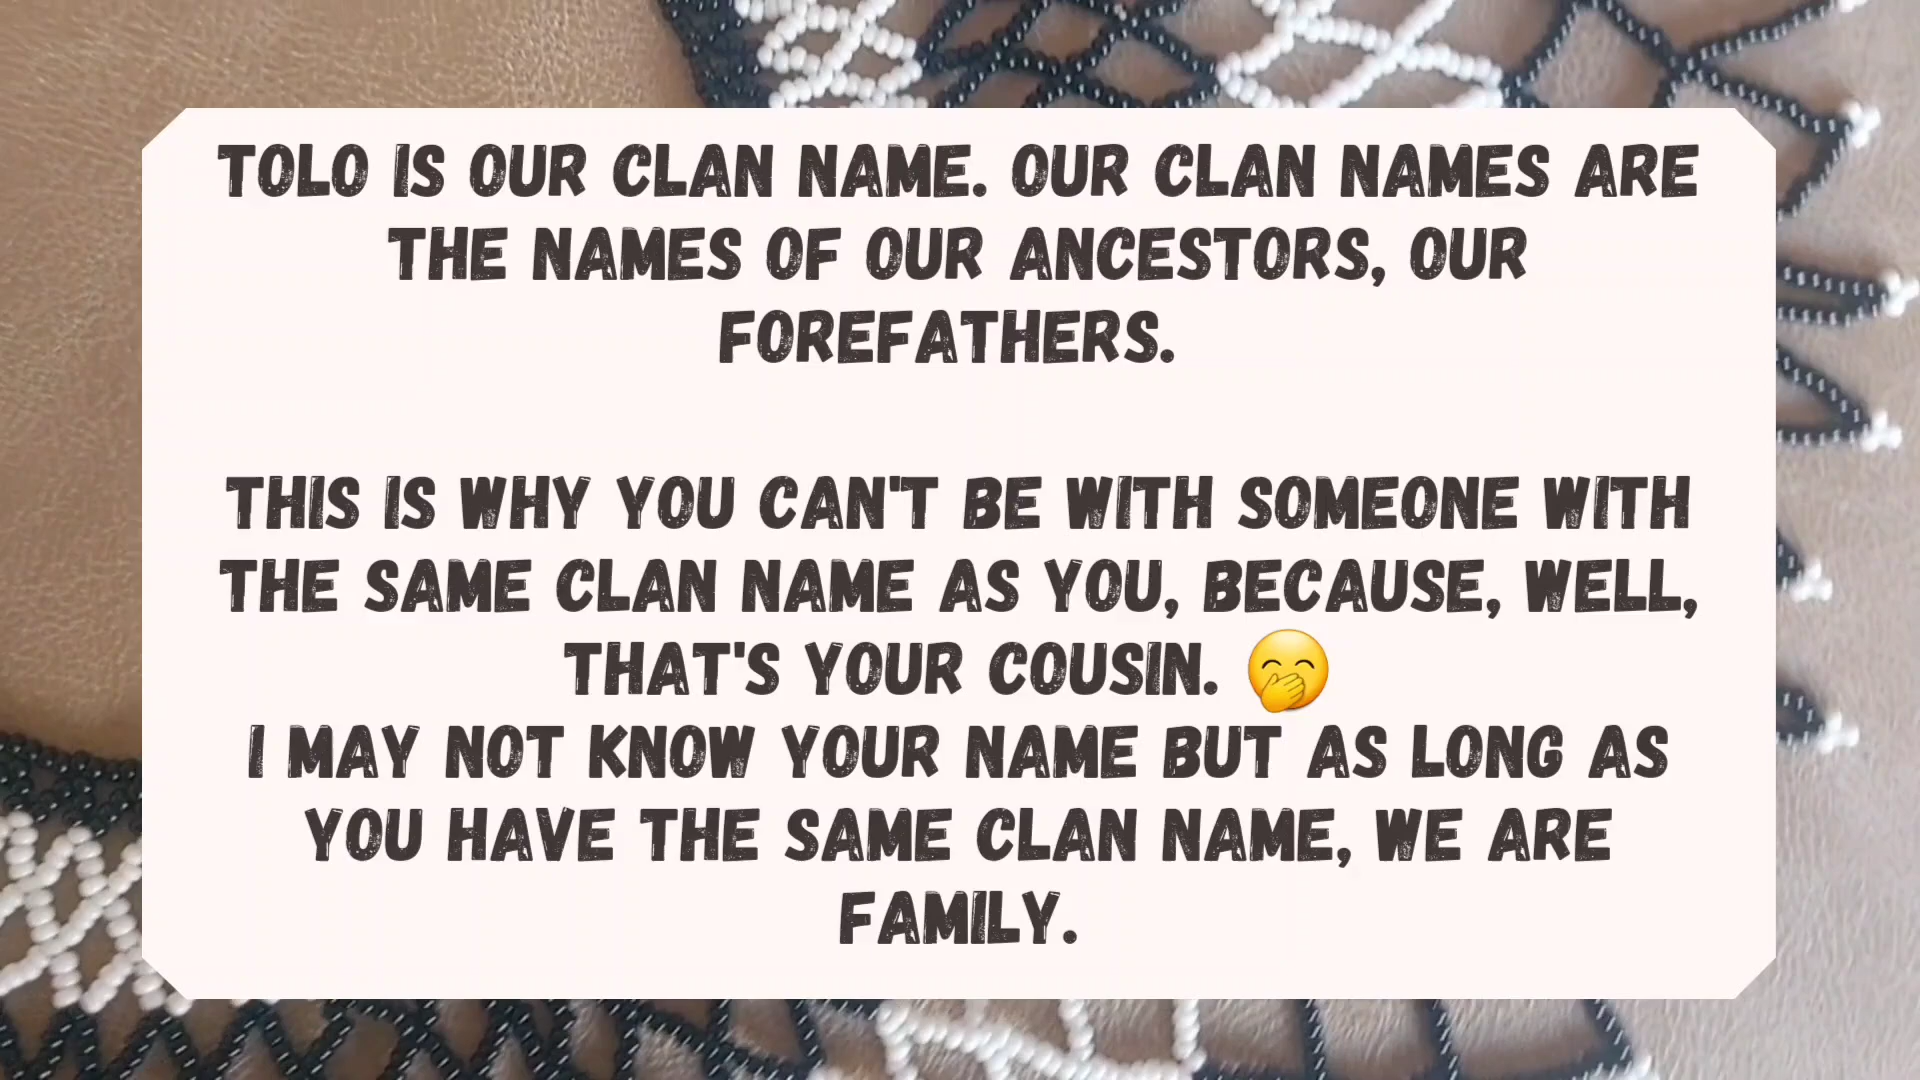 TOLO IS OUR CLAN NAME. OUR CLAN NAMES ARE
THE NAMES OF OUR ANCESTORS, OUR
FOREFATHERS.
THIS IS WHY YOU CAN'T BE WITH SOMEONE WITH
THE SAME CLAN NAME AS YOU, BECAUSE, WELL,
THAT'S YOUR COUSIN. 🤭
I MAY NOT KNOW YOUR NAME BUT AS LONG AS
YOU HAVE THE SAME CLAN NAME, WE ARE
FAMILY.